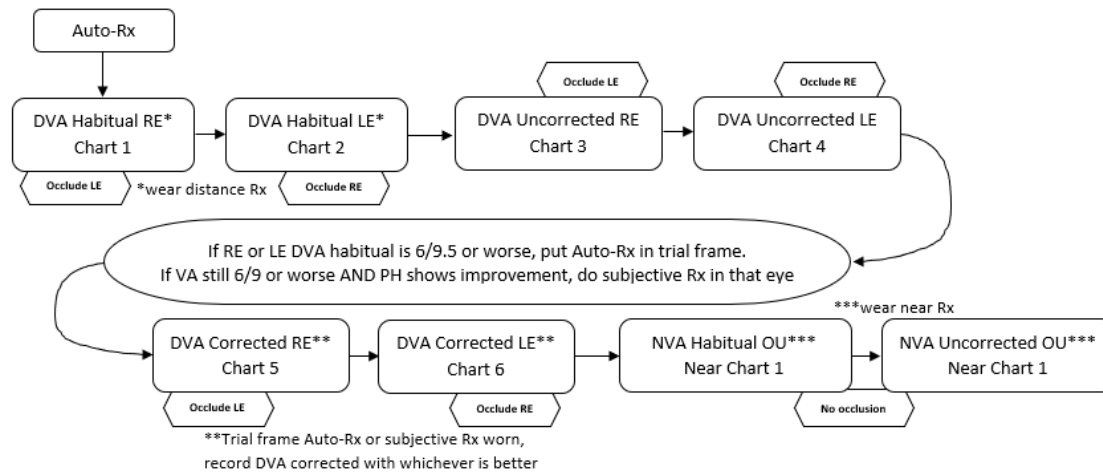 Auto-Rx
DVA Habitual RE*
Chart 1
Occlude LE
*wear distance Rx
DVA Habitual LE*
Chart 2
Occlude RE
Occlude LE
DVA Uncorrected RE
Chart 3
Occlude RE
DVA Uncorrected LE
Chart 4
If RE or LE DVA habitual is 6/9.5 or worse, put Auto-Rx in trial frame.
If VA still 6/9 or worse AND PH shows improvement, do subjective Rx in that eye
***wear near Rx
DVA Corrected RE**
Chart 5
Occlude LE
DVA Corrected LE**
Chart 6
Occlude RE
NVA Habitual OU***
Near Chart 1
NVA Uncorrected OU***
Near Chart 1
No occlusion
**Trial frame Auto-Rx or subjective Rx worn,
record DVA corrected with whichever is better